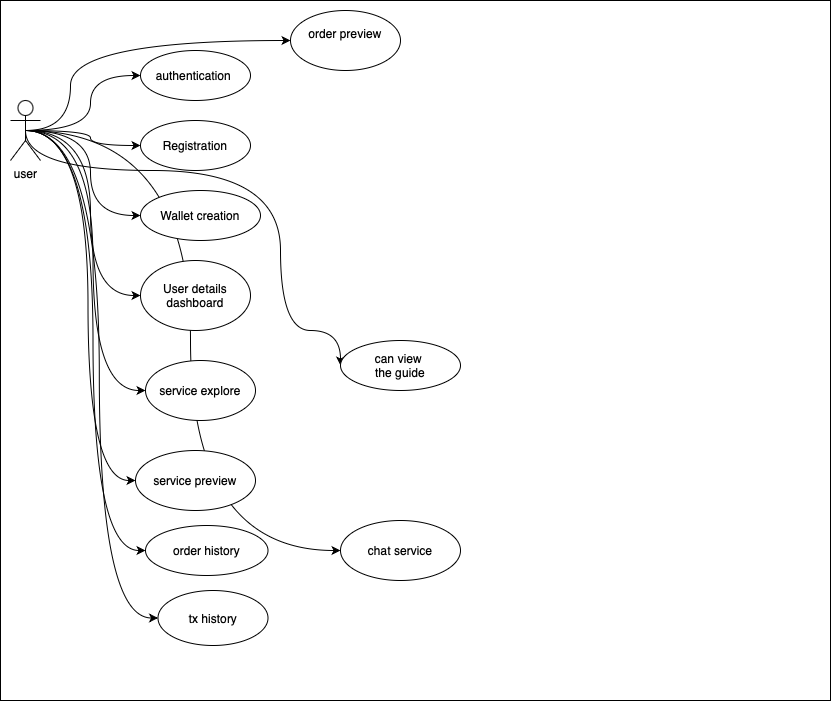 order preview
authentication
Registration
user
Wallet creation
User details
dashboard
can view
the guide
service explore
service preview
order history
chat service
tx history